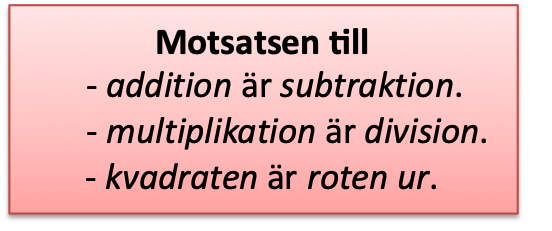 Motsatsen till
- addition är subtraktion.
- multiplikation är division.
- kvadraten är roten ur.